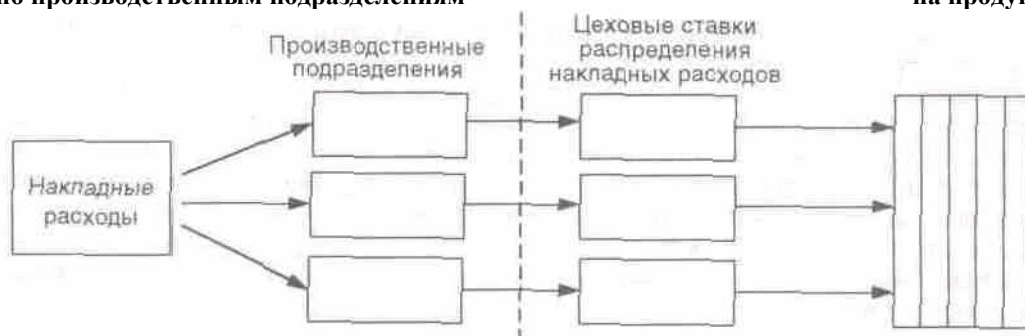 по производственным подразделениям
на проду
Производственные
подразделения
Цеховые ставки
распределения
накладных расходов
Накладные
расходы